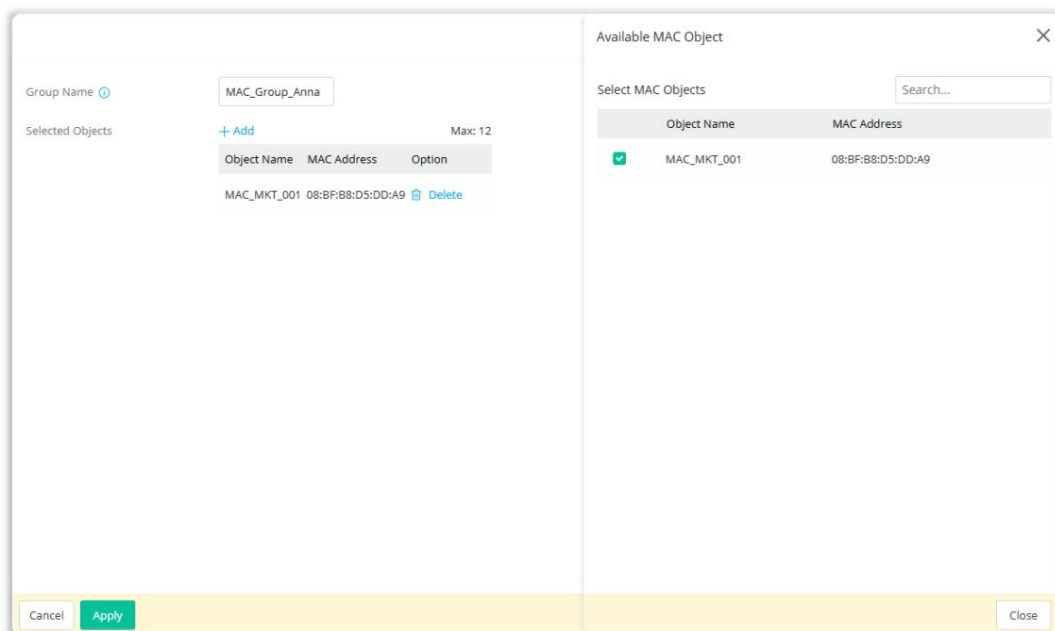 Group Name
MAC_Group_Anna
Selected Objects
+ Add
Max: 12
Object Name MAC Address Option
MAC_MKT_001 08:BF:B8:D5:DD:A9 Delete
Cancel Apply
Available MAC Object
Select MAC Objects
Search...
Object Name MAC Address
MAC_MKT_001 08:BF:B8:D5:DD:A9
Close